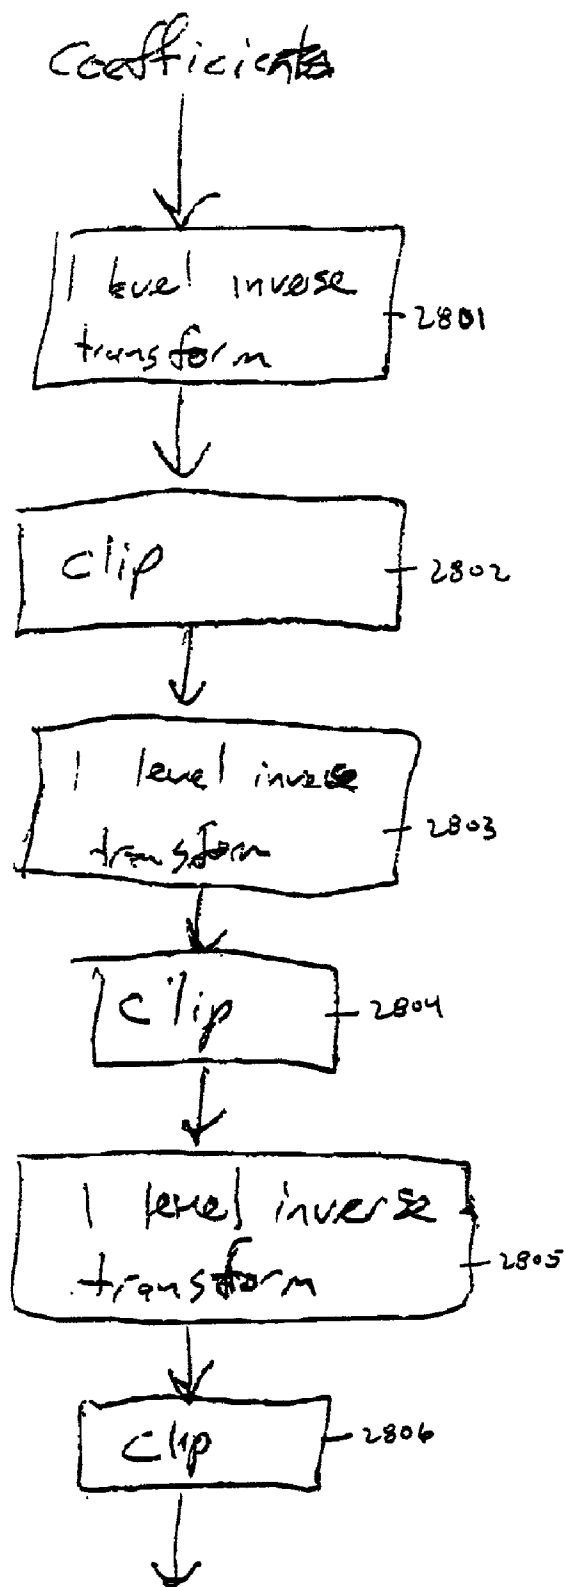 Coefficients
1 level inverse
transform
2801
Clip
2802
1 level inverse
transform
2803
Clip
2804
1 level inverse
transform
2805
Clip
2806